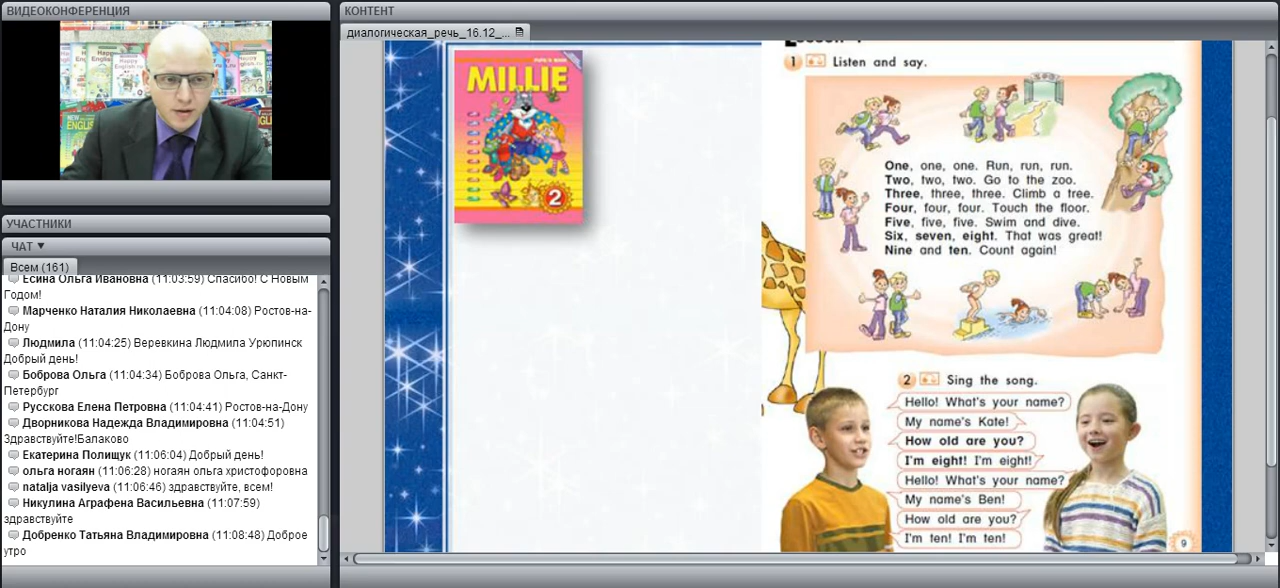 ВИДЕОКОНФЕРЕНЦИЯ
Happy
English.ru
NEW
УЧАСТНИКИ
ЧАТ ▼
Всем (161)
Есина Ольга Ивановна (11:03:59) Спасибо! С Новым
Годом!
Марченко Наталия Николаевна (11:04:08) Ростов-на-
Дону
Людмила (11:04:25) Веревкина Людмила Урюпинск
Добрый день!
Боброва Ольга (11:04:34) Боброва Ольга, Санкт-
Петербург
Русскова Елена Петровна (11:04:41) Ростов-на-Дону
Дворникова Надежда Владимировна (11:04:51)
Здравствуйте!Балаково
Екатерина Полищук (11:06:04) Добрый день!
ольга ногаян (11:06:28) ногаян ольга христофоровна
natalja vasilyeva (11:06:46) здравствуйте, всем!
Никулина Аграфена Васильевна (11:07:59)
здравствуйте
Добренко Татьяна Владимировна (11:08:48) Доброе
утро
КОНТЕНТ
диалогическая_речь_16.12_...
MILLIE
2
1 Listen and say.
One, one, one. Run, run, run.
Two, two, two. Go to the zoo.
Three, three, three. Climb a tree.
Four, four, four. Touch the floor.
Five, five, five. Swim and dive.
Six, seven, eight. That was great!
Nine and ten. Count again!
2 Sing the song.
Hello! What's your name?
My name's Kate!
How old are you?
I'm eight! I'm eight!
Hello! What's your name?
My name's Ben!
How old are you?
I'm ten! I'm ten!
9